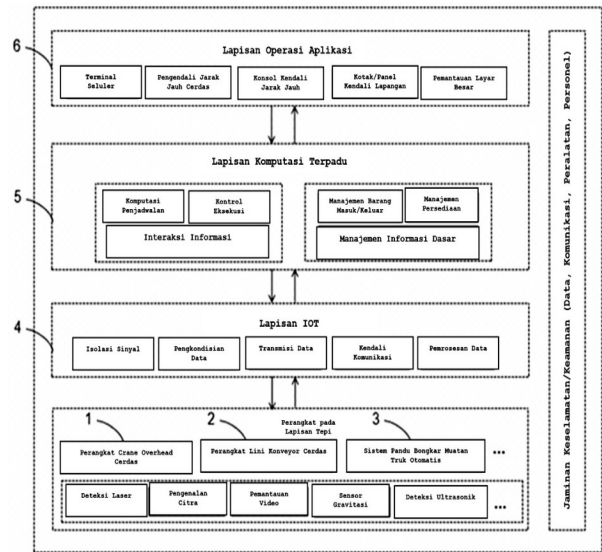 6
Lapisan Operasi Aplikasi
Terminal
Seluler
Pengendali Jarak
Jauh Cerdas
Konsol Kendali
Jarak Jauh
Kotak/Panel
Kendali Lapangan
Pemantauan Layar
Besar
5
Lapisan Komputasi Terpadu
Komputasi
Penjadwalan
Kontrol
Eksekusi
Interaksi Informasi
Manajemen Barang
Masuk/Keluar
Manajemen
Persediaan
Manajemen Informasi Dasar
4
Lapisan IOT
Isolasi Sinyal
Pengkondisian
Data
Transmisi Data
Kendali
Komunikasi
Pemrosesan Data
Perangkat pada
Lapisan Tepi
1
Perangkat Crane Overhead
Cerdas
2
Perangkat Lini Konveyor Cerdas
3
Sistem Pandu Bongkar Muatan
Truk Otomatis
...
Deteksi Laser
Pengenalan
Citra
Pemantauan
Video
Sensor
Gravitasi
Deteksi Ultrasonik
...
Jaminan Keselamatan/Keamanan (Data, Komunikasi, Peralatan, Personel)